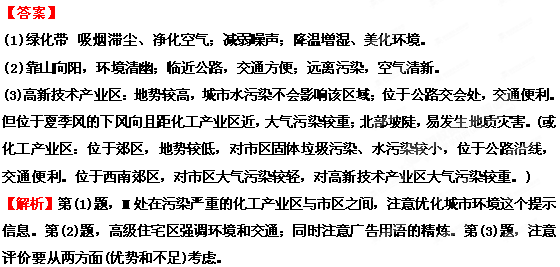 【答案】
(1)绿化带 吸烟滞尘、净化空气；减弱噪声；降温增湿、美化环境。
(2)靠山向阳，环境清幽；临近公路，交通方便；远离污染，空气清新。
(3)高新技术产业区：地势较高，城市水污染不会影响该区域；位于公路交会处，交通便利。
但位于夏季风的下风向且距化工产业区近，大气污染较重；北部坡陡，易发生地质灾害。(或
化工产业区：位于郊区，地势较低，对市区固体垃圾污染、水污染较小，位于公路沿线，
交通便利。位于西南郊区，对市区大气污染较轻，对高新技术产业区大气污染较重。)
【解析】第(1)题，M处在污染严重的化工产业区与市区之间，注意优化城市环境这个提示
信息。第(2)题，高级住宅区强调环境和交通；同时注意广告用语的精炼。第(3)题，注意
评价要从两方面(优势和不足)考虑。